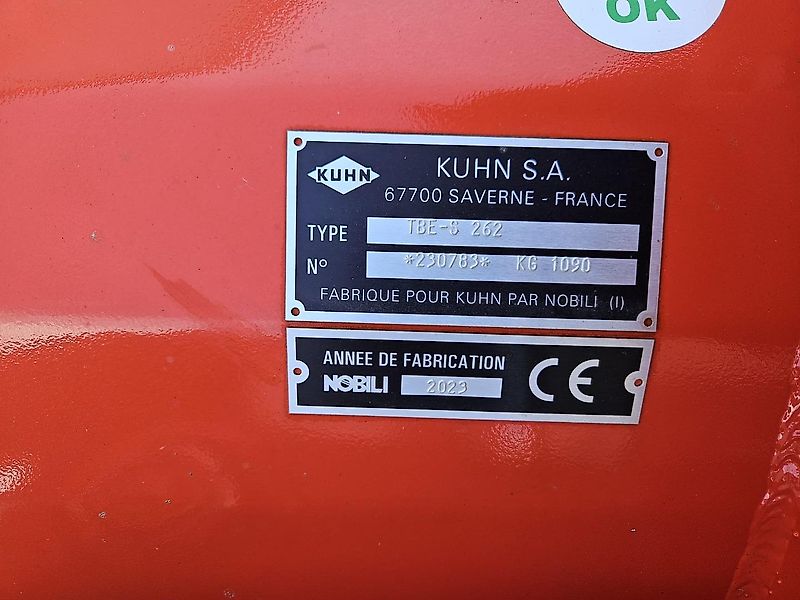 OK
KUHN
KUHN S.A.
67700 SAVERNE - FRANCE
TYPE TBE-S 262
N° *230783* KG 1090
FABRIQUE POUR KUHN PAR NOBILI (I)
ANNEE DE FABRICATION
NOBILI 2023 CE